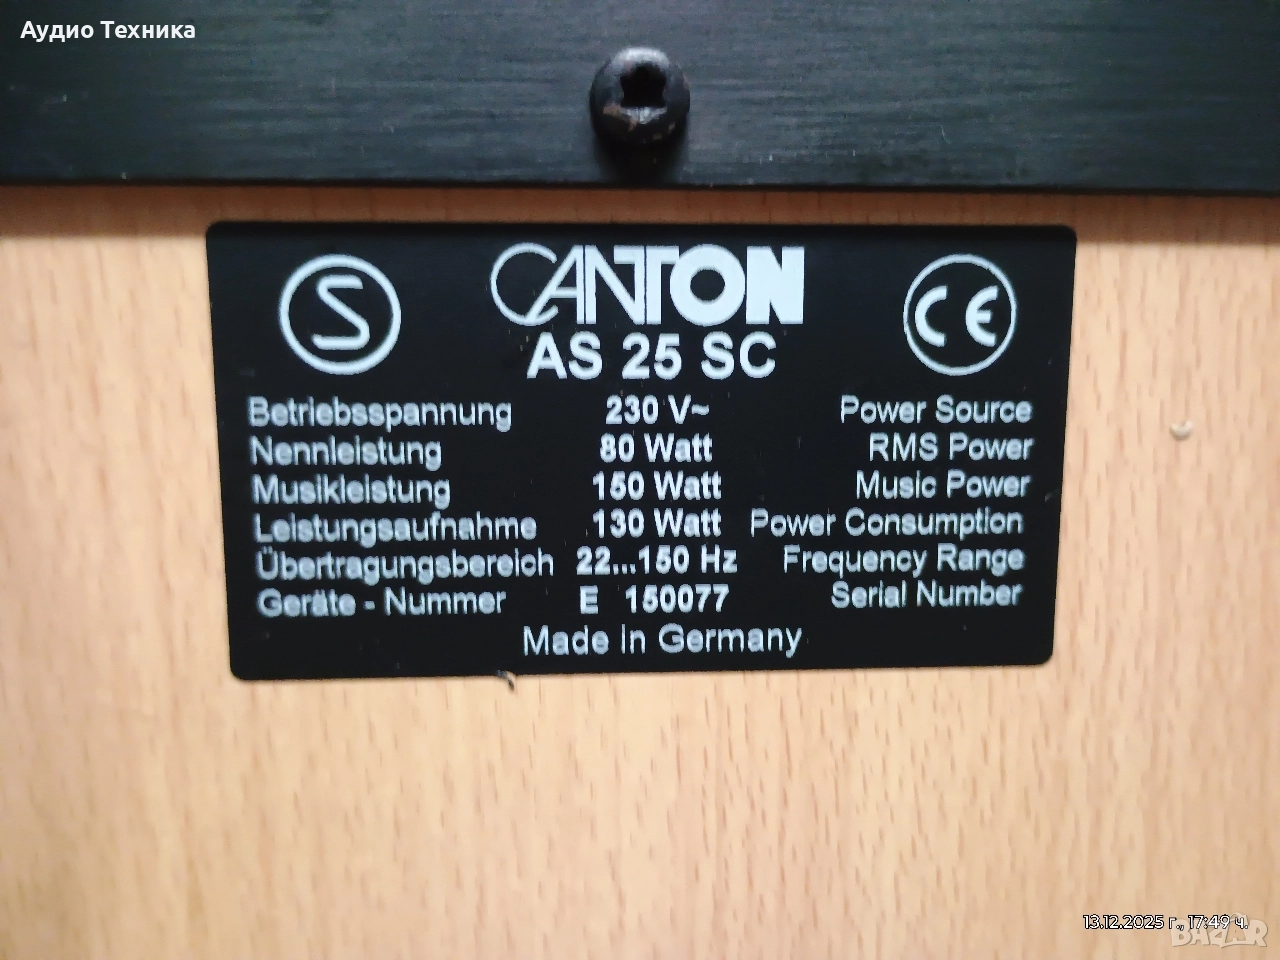 Аудио Техника
S
CANTON
CE
AS 25 SC
Betriebsspannung 230 V~ Power Source
Nennleistung 80 Watt RMS Power
Musikleistung 150 Watt Music Power
Leistungsaufnahme 130 Watt Power Consumption
Übertragungsbereich 22...150 Hz Frequency Range
Geräte - Nummer E 150077 Serial Number
Made in Germany
13.12.2025 г., 17:49 ч.
BAZAR